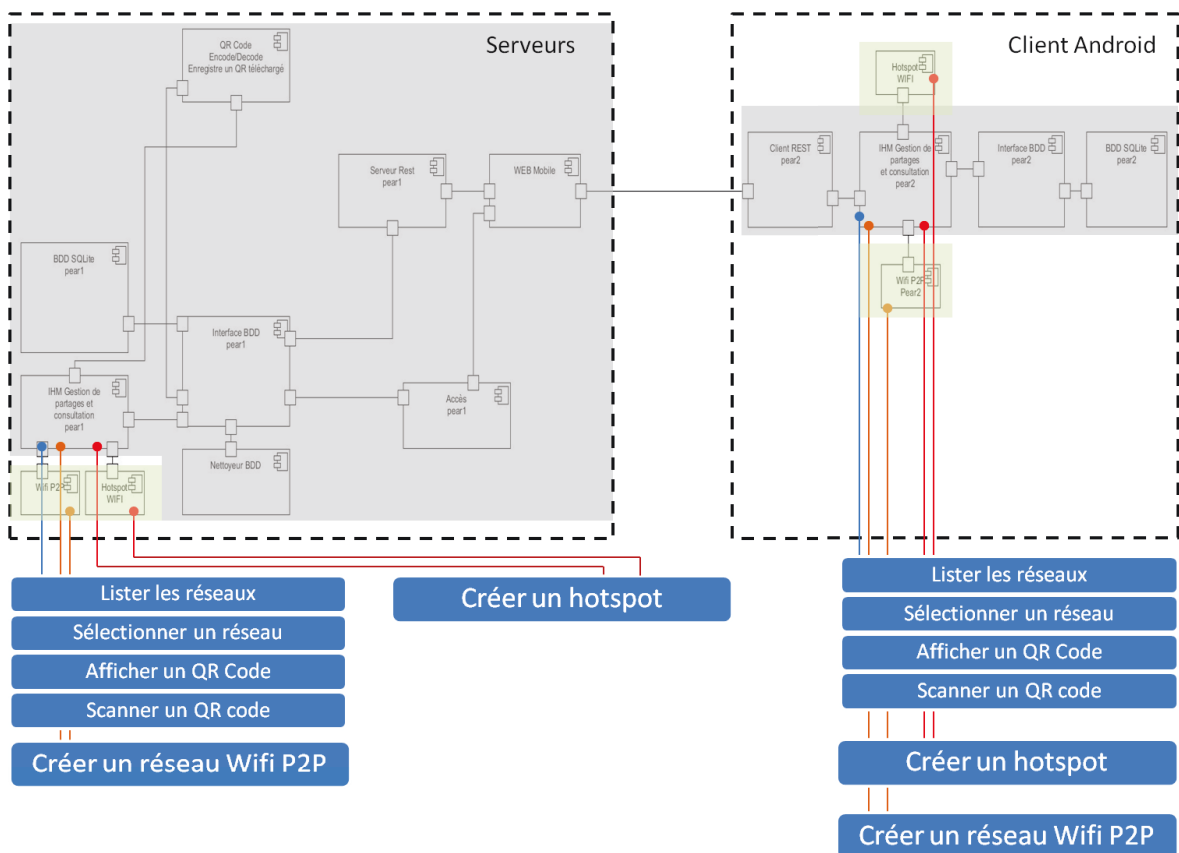 Serveurs
QR Code
Encode/Decode
Enregistre un QR téléchargé
Serveur Rest
pear1
WEB Mobile
BDD SQLite
pear1
Interface BDD
pear1
IHM Gestion de
partages et
consultation
pear1
Accès
pear1
Nettoyeur BDD
Wifi P2P
Hotspot
WIFI
Client Android
Hotspot
WIFI
Client REST
pear2
IHM Gestion de
partages et
et consultation
pear2
Interface BDD
pear2
BDD SQLite
pear2
Wifi P2P
Pear2
Lister les réseaux
Sélectionner un réseau
Afficher un QR Code
Scanner un QR code
Créer un réseau Wifi P2P
Créer un hotspot
Lister les réseaux
Sélectionner un réseau
Afficher un QR Code
Scanner un QR code
Créer un hotspot
Créer un réseau Wifi P2P